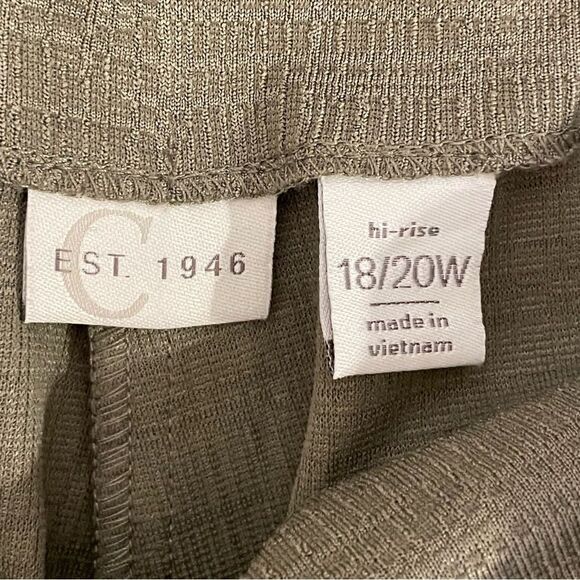 C
EST. 1946
hi-rise
18/20W
made in
vietnam